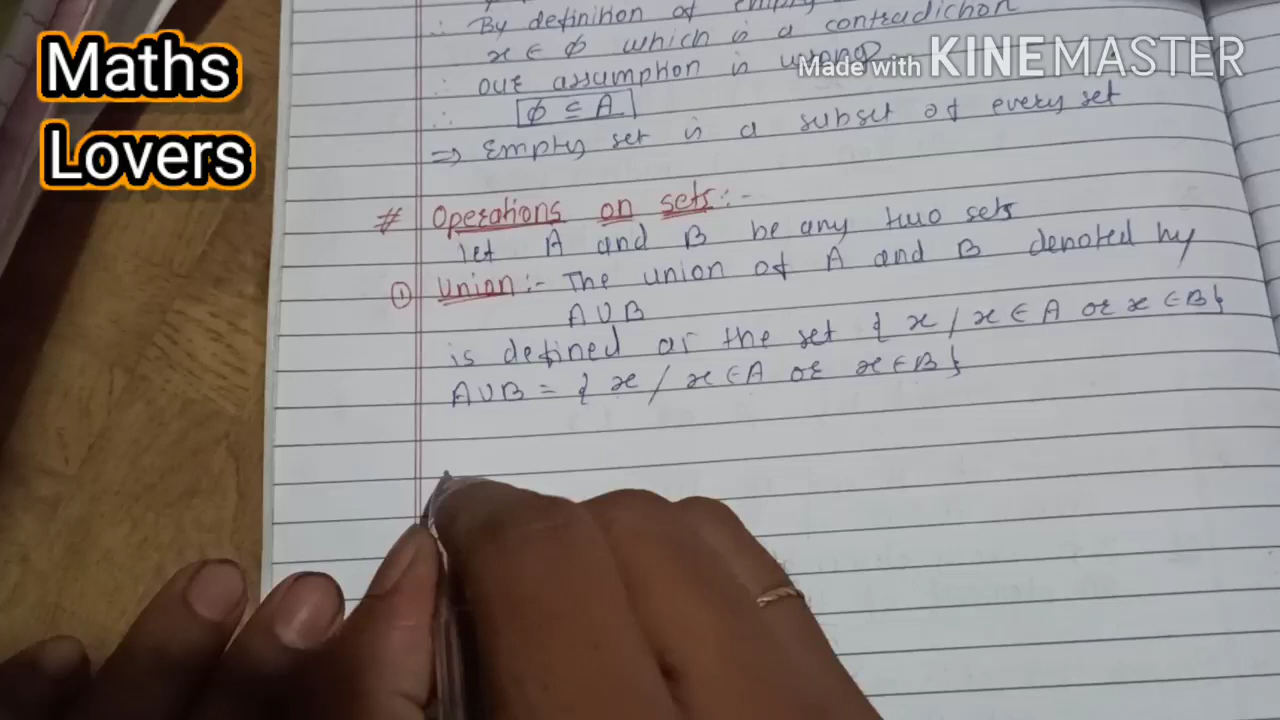 Maths
Lovers
Made with KINEMASTER
∴ By definition of empty
x ∈ φ which is a contradiction
∴ our assumption is wrong
∴ φ ⊆ A
⇒ Empty set is a subset of every set
# Operations on sets:-
let A and B be any two sets
① Union:- The union of A and B denoted by
A∪B
is defined as the set { x / x ∈ A or x ∈ B}
A∪B = { x / x ∈ A or x ∈ B }